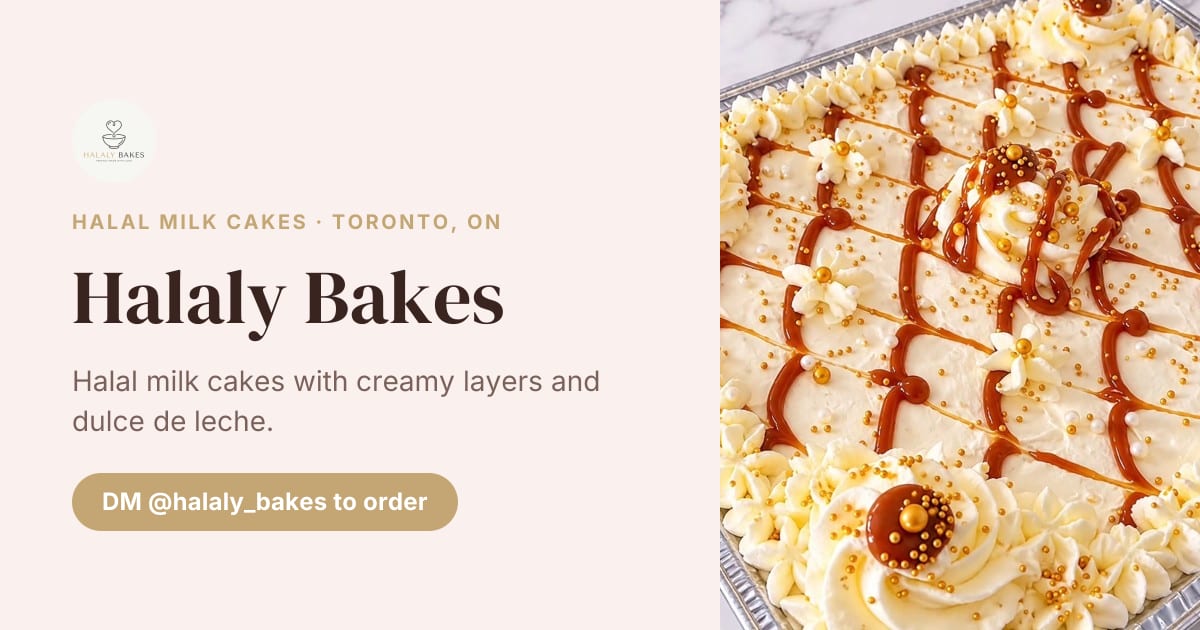 HALALY BAKES
HALAL MILK CAKES · TORONTO, ON
Halaly Bakes
Halal milk cakes with creamy layers and
dulce de leche.
DM @halaly_bakes to order